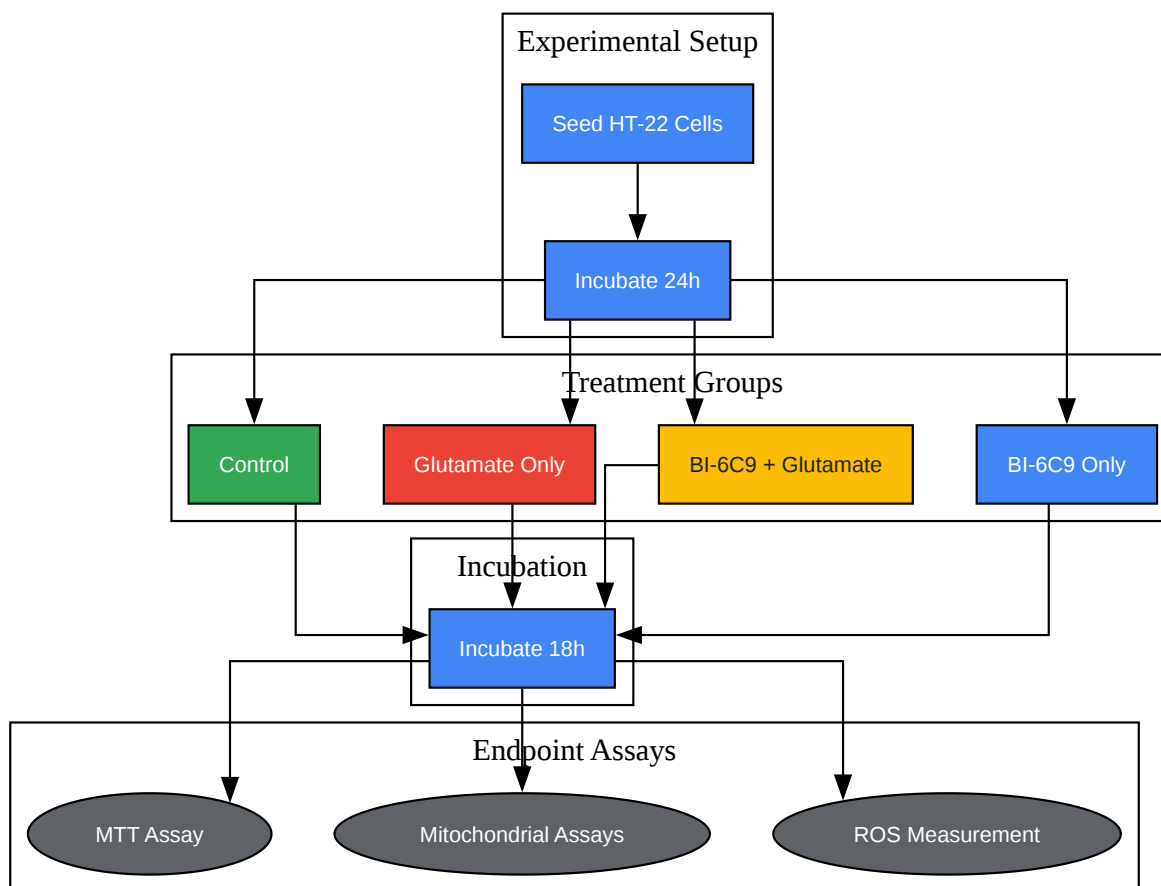 Experimental Setup
Seed HT-22 Cells
Incubate 24h
Treatment Groups
Control
Glutamate Only
BI-6C9 + Glutamate
BI-6C9 Only
Incubation
Incubate 18h
Endpoint Assays
MTT Assay
Mitochondrial Assays
ROS Measurement